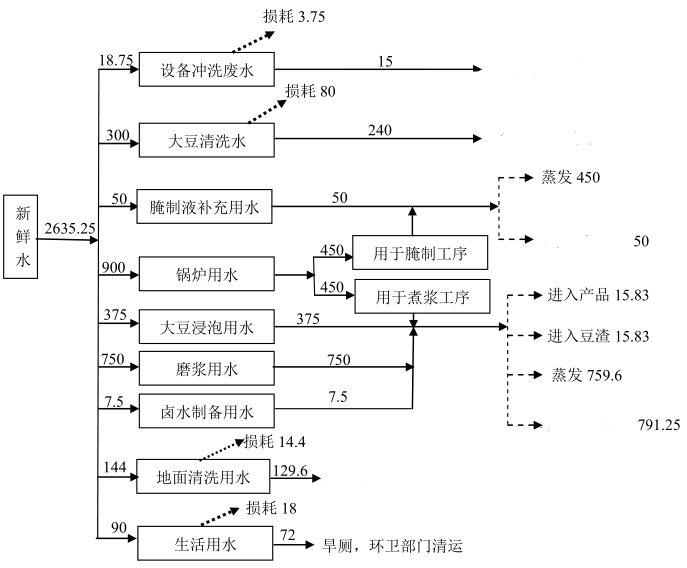 损耗 3.75
18.75
设备冲洗废水
15
损耗 80
300
大豆清洗水
240
新鲜水
2635.25
50
腌制液补充用水
50
蒸发 450
50
900
锅炉用水
450
用于腌制工序
450
用于煮浆工序
375
大豆浸泡用水
375
进入产品 15.83
进入豆渣 15.83
750
磨浆用水
750
蒸发 759.6
7.5
卤水制备用水
7.5
791.25
损耗 14.4
144
地面清洗用水
129.6
损耗 18
90
生活用水
72
旱厕，环卫部门清运